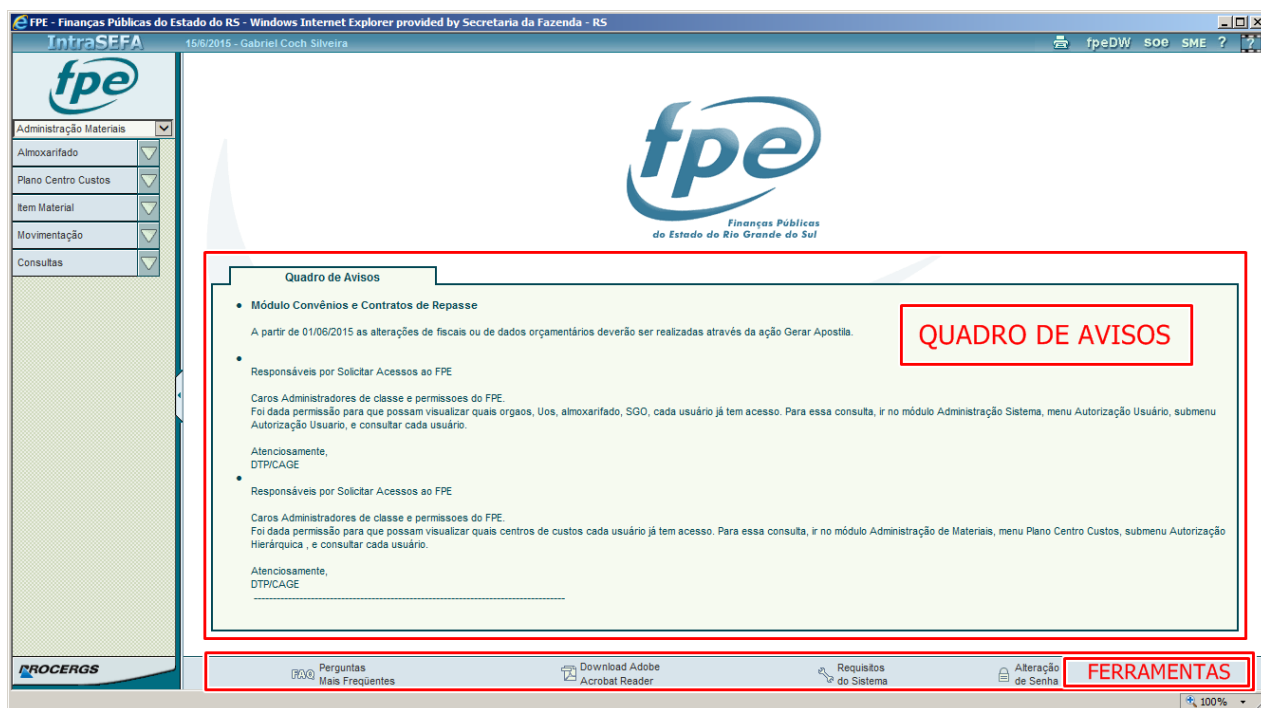 FPE - Finanças Públicas do Estado do RS - Windows Internet Explorer provided by Secretaria da Fazenda - RS
IntraSEFA
15/6/2015 - Gabriel Coch Silveira
fpeDW soe SME ? ?
fpe
Administração Materiais
Almoxarifado
Plano Centro Custos
Item Material
Movimentação
Consultas
fpe
Finanças Públicas
do Estado do Rio Grande do Sul
Quadro de Avisos
QUADRO DE AVISOS
• Módulo Convênios e Contratos de Repasse
A partir de 01/06/2015 as alterações de fiscais ou de dados orçamentários deverão ser realizadas através da ação Gerar Apostila.
•
Responsáveis por Solicitar Acessos ao FPE
Caros Administradores de classe e permissoes do FPE.
Foi dada permissão para que possam visualizar quais orgaos, Uos, almoxarifado, SGO, cada usuário já tem acesso. Para essa consulta, ir no módulo Administração Sistema, menu Autorização Usuário, submenu
Autorização Usuario, e consultar cada usuário.
Atenciosamente,
DTP/CAGE
•
Responsáveis por Solicitar Acessos ao FPE
Caros Administradores de classe e permissoes do FPE.
Foi dada permissão para que possam visualizar quais centros de custos cada usuário já tem acesso. Para essa consulta, ir no módulo Administração de Materiais, menu Plano Centro Custos, submenu Autorização
Hierárquica , e consultar cada usuário.
Atenciosamente,
DTP/CAGE
--------------------------------------------------------------------------------
PROCERGS
FAQ
Perguntas
Mais Freqüentes
Download Adobe
Acrobat Reader
Requisitos
do Sistema
Alteração
de Senha
FERRAMENTAS
100%